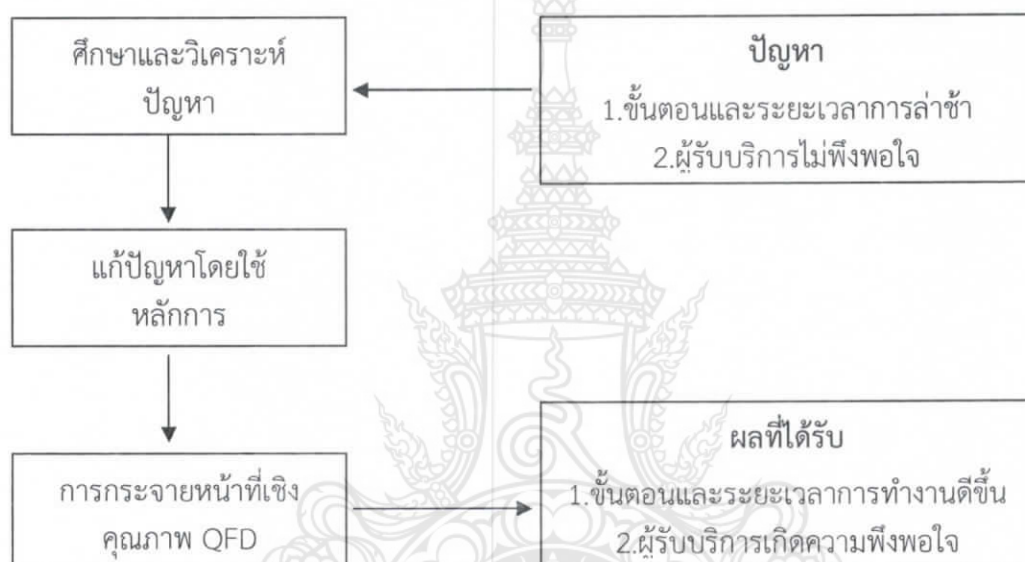 ศึกษาและวิเคราะห์
ปัญหา
ปัญหา
1.ขั้นตอนและระยะเวลาการล่าช้า
2.ผู้รับบริการไม่พึงพอใจ
แก้ปัญหาโดยใช้
หลักการ
การกระจายหน้าที่เชิง
คุณภาพ QFD
ผลที่ได้รับ
1.ขั้นตอนและระยะเวลาการทำงานดีขึ้น
2.ผู้รับบริการเกิดความพึงพอใจ